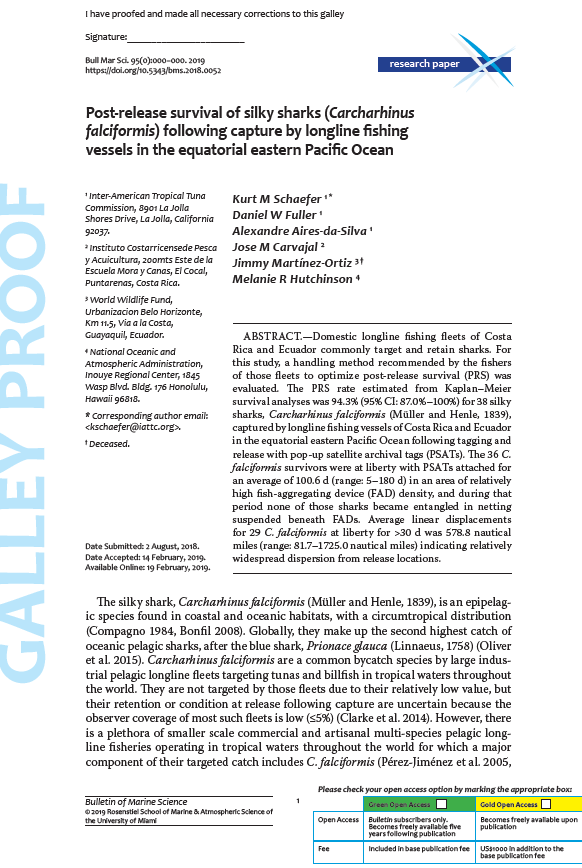 I have proofed and made all necessary corrections to this galley
Signature:_______________________
Bull Mar Sci. 95(0):000–000. 2019
https://doi.org/10.5343/bms.2018.0052
research paper
Post-release survival of silky sharks (Carcharhinus
falciformis) following capture by longline fishing
vessels in the equatorial eastern Pacific Ocean
GALLEY PROOF
¹ Inter-American Tropical Tuna
Commission, 8901 La Jolla
Shores Drive, La Jolla, California
92037.
² Instituto Costarricensede Pesca
y Acuicultura, 200mts Este de la
Escuela Mora y Canas, El Cocal,
Puntarenas, Costa Rica.
³ World Wildlife Fund,
Urbanizacion Belo Horizonte,
Km 11.5, Via a la Costa,
Guayaquil, Ecuador.
⁴ National Oceanic and
Atmospheric Administration,
Inouye Regional Center, 1845
Wasp Blvd. Bldg. 176 Honolulu,
Hawaii 96818.
* Corresponding author email:
<kschaefer@iattc.org>.
† Deceased.
Date Submitted: 2 August, 2018.
Date Accepted: 14 February, 2019.
Available Online: 19 February, 2019.
Kurt M Schaefer ¹*
Daniel W Fuller ¹
Alexandre Aires-da-Silva ¹
Jose M Carvajal ²
Jimmy Martínez-Ortiz ³†
Melanie R Hutchinson ⁴
ABSTRACT.—Domestic longline fishing fleets of Costa
Rica and Ecuador commonly target and retain sharks. For
this study, a handling method recommended by the fishers
of those fleets to optimize post-release survival (PRS) was
evaluated. The PRS rate estimated from Kaplan–Meier
survival analyses was 94.3% (95% CI: 87.0%–100%) for 38 silky
sharks, Carcharhinus falciformis (Müller and Henle, 1839),
captured by longline fishing vessels of Costa Rica and Ecuador
in the equatorial eastern Pacific Ocean following tagging and
release with pop-up satellite archival tags (PSATs). The 36 C.
falciformis survivors were at liberty with PSATs attached for
an average of 100.6 d (range: 5–180 d) in an area of relatively
high fish-aggregating device (FAD) density, and during that
period none of those sharks became entangled in netting
suspended beneath FADs. Average linear displacements
for 29 C. falciformis at liberty for >30 d was 578.8 nautical
miles (range: 81.7–1725.0 nautical miles) indicating relatively
widespread dispersion from release locations.
The silky shark, Carcharhinus falciformis (Müller and Henle, 1839), is an epipelag-
ic species found in coastal and oceanic habitats, with a circumtropical distribution
(Compagno 1984, Bonfil 2008). Globally, they make up the second highest catch of
oceanic pelagic sharks, after the blue shark, Prionace glauca (Linnaeus, 1758) (Oliver
et al. 2015). Carcharhinus falciformis are a common bycatch species by large indus-
trial pelagic longline fleets targeting tunas and billfish in tropical waters throughout
the world. They are not targeted by those fleets due to their relatively low value, but
their retention or condition at release following capture are uncertain because the
observer coverage of most such fleets is low (≤5%) (Clarke et al. 2014). However, there
is a plethora of smaller scale commercial and artisanal multi-species pelagic long-
line fisheries operating in tropical waters throughout the world for which a major
component of their targeted catch includes C. falciformis (Pérez-Jiménez et al. 2005,
Bulletin of Marine Science
© 2019 Rosenstiel School of Marine & Atmospheric Science of
the University of Miami
1
Please check your open access option by marking the appropriate box:
Green Open Access
Gold Open Access
Open Access
Bulletin subscribers only.
Becomes freely available five
years following publication
Becomes freely available upon
publication
Fee
Included in base publication fee
US$1000 in addition to the
base publication fee